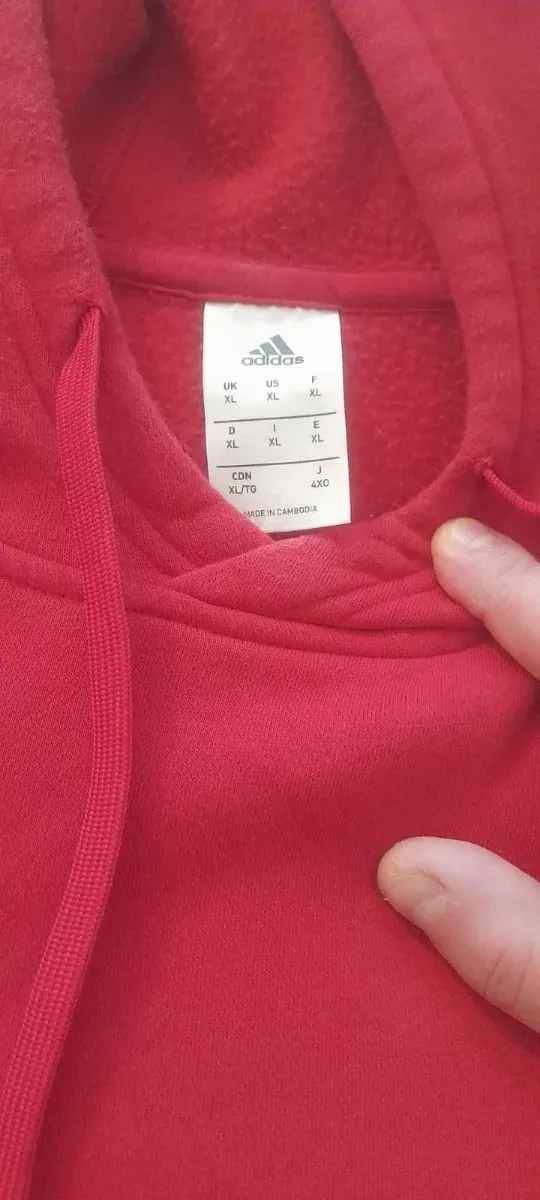 adidas
UK US F
XL XL XL
D I E
XL XL XL
CDN J
XL/TG 4XO
MADE IN CAMBODIA